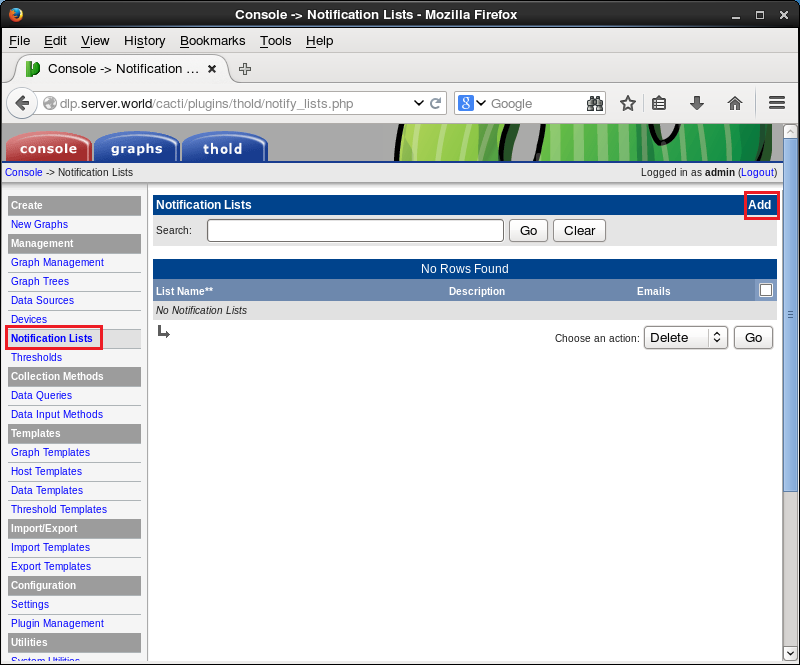 Console -> Notification Lists - Mozilla Firefox
File Edit View History Bookmarks Tools Help
Console -> Notification ...
dlp.server.world/cacti/plugins/thold/notify_lists.php
Google
console graphs thold
Console -> Notification Lists
Logged in as admin (Logout)
Create
New Graphs
Management
Graph Management
Graph Trees
Data Sources
Devices
Notification Lists
Thresholds
Collection Methods
Data Queries
Data Input Methods
Templates
Graph Templates
Host Templates
Data Templates
Threshold Templates
Import/Export
Import Templates
Export Templates
Configuration
Settings
Plugin Management
Utilities
System Utilities
Notification Lists Add
Search: Go Clear
No Rows Found
List Name** Description Emails
No Notification Lists
Choose an action: Delete Go